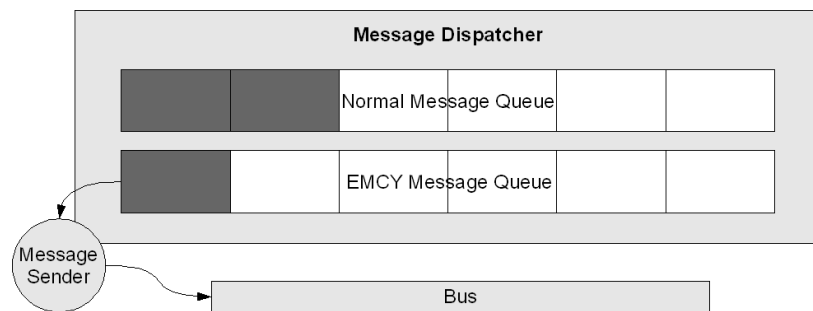 Message Dispatcher
Normal Message Queue
EMCY Message Queue
Message
Sender
Bus